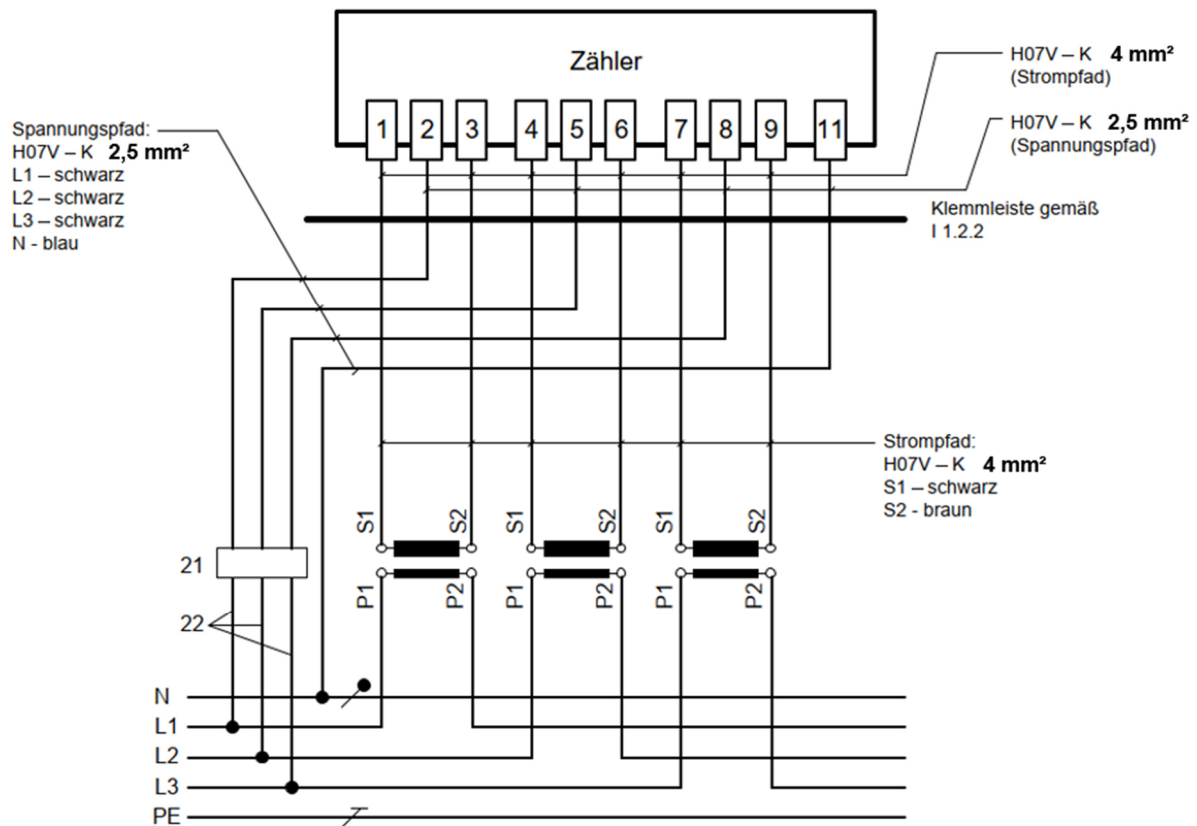 Zähler
1 2 3 4 5 6 7 8 9 11
H07V – K 4 mm²
(Strompfad)
H07V – K 2,5 mm²
(Spannungspfad)
Spannungspfad:
H07V – K 2,5 mm²
L1 – schwarz
L2 – schwarz
L3 – schwarz
N - blau
Klemmleiste gemäß
I 1.2.2
Strompfad:
H07V – K 4 mm²
S1 – schwarz
S2 - braun
S1 S2 S1 S2 S1 S2
21
P1 P2 P1 P2 P1 P2
22
N
L1
L2
L3
PE